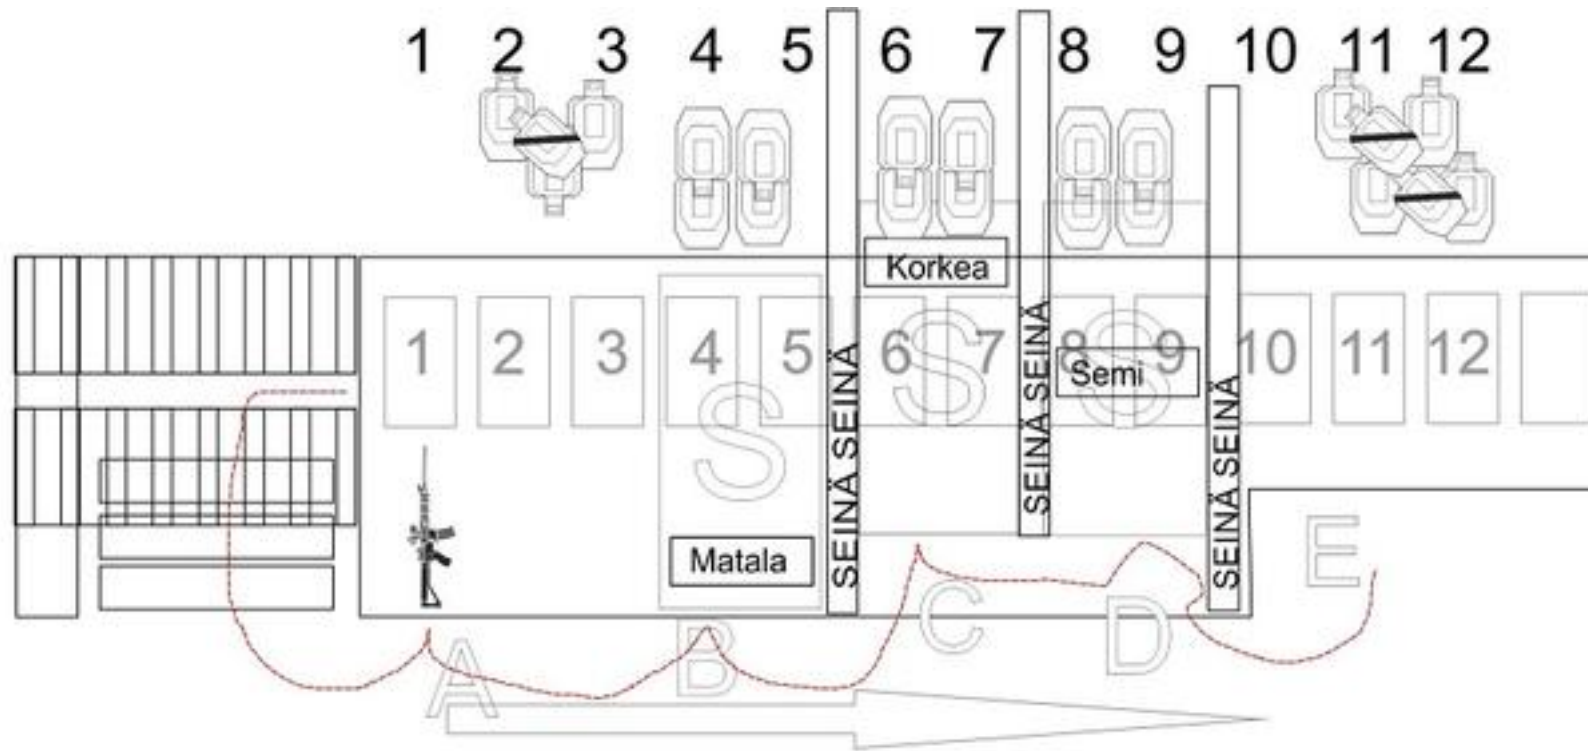 1 2 3 4 5 6 7 8 9 10 11 12
Korkea
1 2 3 4 5 6 7 8 9 10 11 12
Semi
S S S
SEINÄ SEINÄ
SEINÄ SEINÄ
SEINÄ SEINÄ
Matala
A B C D E